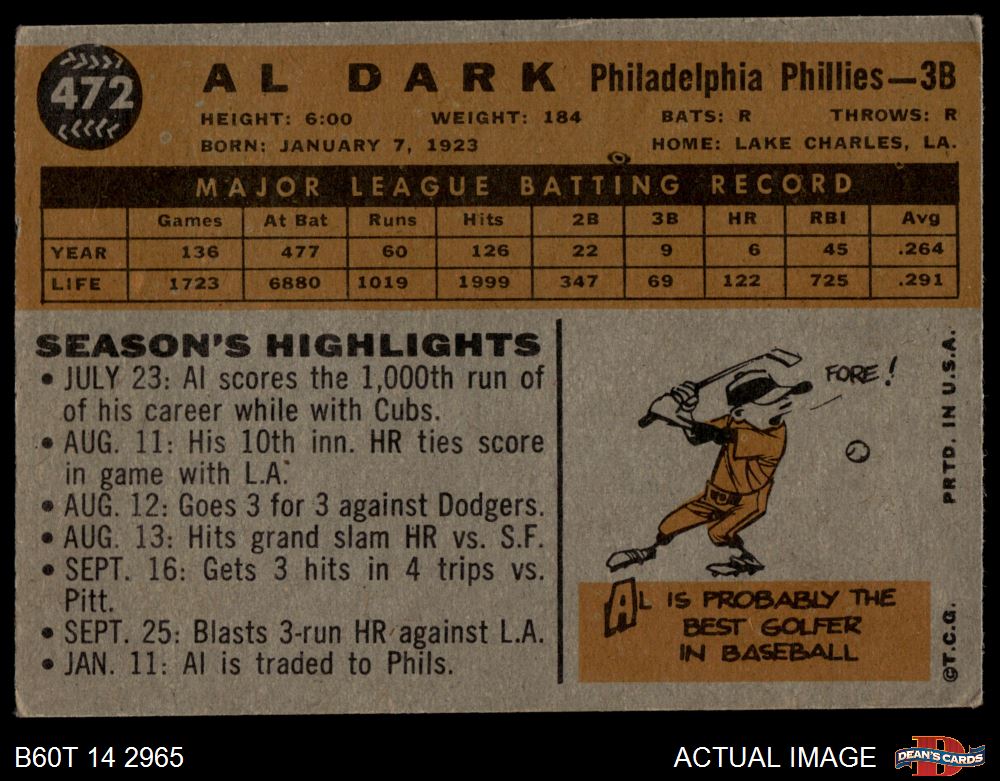 472
AL DARK Philadelphia Phillies—3B
HEIGHT: 6:00 WEIGHT: 184 BATS: R THROWS: R
BORN: JANUARY 7, 1923 HOME: LAKE CHARLES, LA.
MAJOR LEAGUE BATTING RECORD
Games At Bat Runs Hits 2B 3B HR RBI Avg
YEAR 136 477 60 126 22 9 6 45 .264
LIFE 1723 6880 1019 1999 347 69 122 725 .291
SEASON'S HIGHLIGHTS
• JULY 23: Al scores the 1,000th run of
of his career while with Cubs.
• AUG. 11: His 10th inn. HR ties score
in game with L.A.
• AUG. 12: Goes 3 for 3 against Dodgers.
• AUG. 13: Hits grand slam HR vs. S.F.
• SEPT. 16: Gets 3 hits in 4 trips vs.
Pitt.
• SEPT. 25: Blasts 3-run HR against L.A.
• JAN. 11: Al is traded to Phils.
FORE!
AL IS PROBABLY THE
BEST GOLFER
IN BASEBALL
©T.C.G. PRTD. IN U.S.A.
B60T 14 2965 ACTUAL IMAGE DEAN'S CARDS